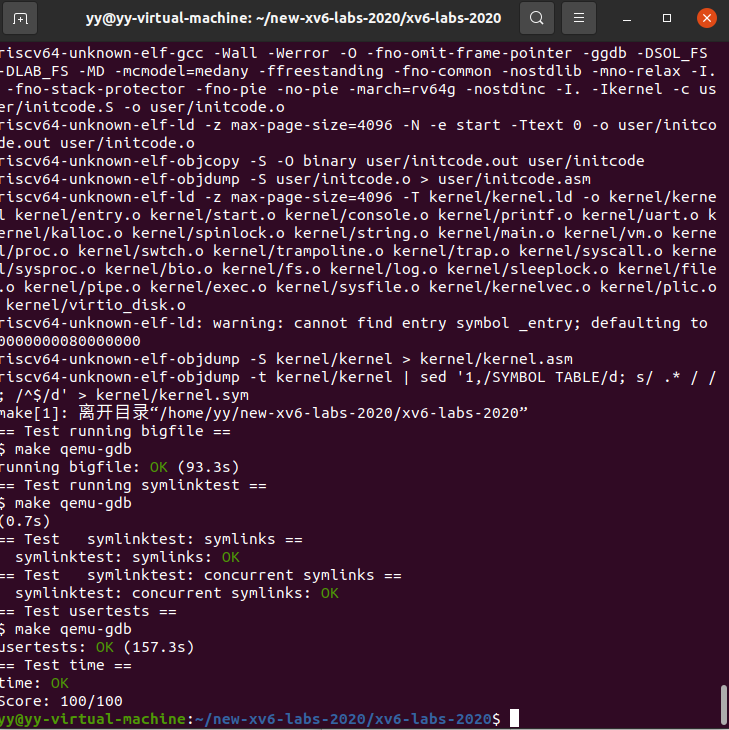 yy@yy-virtual-machine: ~/new-xv6-labs-2020/xv6-labs-2020
riscv64-unknown-elf-gcc -Wall -Werror -O -fno-omit-frame-pointer -ggdb -DSOL_FS
-DLAB_FS -MD -mcmodel=medany -ffreestanding -fno-common -nostdlib -mno-relax -I.
 -fno-stack-protector -fno-pie -no-pie -march=rv64g -nostdinc -I. -Ikernel -c us
er/initcode.S -o user/initcode.o
riscv64-unknown-elf-ld -z max-page-size=4096 -N -e start -Ttext 0 -o user/initco
de.out user/initcode.o
riscv64-unknown-elf-objcopy -S -O binary user/initcode.out user/initcode
riscv64-unknown-elf-objdump -S user/initcode.o > user/initcode.asm
riscv64-unknown-elf-ld -z max-page-size=4096 -T kernel/kernel.ld -o kernel/kerne
l kernel/entry.o kernel/start.o kernel/console.o kernel/printf.o kernel/uart.o k
ernel/kalloc.o kernel/spinlock.o kernel/string.o kernel/main.o kernel/vm.o kerne
l/proc.o kernel/swtch.o kernel/trampoline.o kernel/trap.o kernel/syscall.o kerne
l/sysproc.o kernel/bio.o kernel/fs.o kernel/log.o kernel/sleeplock.o kernel/file
.o kernel/pipe.o kernel/exec.o kernel/sysfile.o kernel/kernelvec.o kernel/plic.o
 kernel/virtio_disk.o
riscv64-unknown-elf-ld: warning: cannot find entry symbol _entry; defaulting to
0000000080000000
riscv64-unknown-elf-objdump -S kernel/kernel > kernel/kernel.asm
riscv64-unknown-elf-objdump -t kernel/kernel | sed '1,/SYMBOL TABLE/d; s/ .* / /
; /^$/d' > kernel/kernel.sym
make[1]: 离开目录“/home/yy/new-xv6-labs-2020/xv6-labs-2020”
== Test running bigfile ==
$ make qemu-gdb
running bigfile: OK (93.3s)
== Test running symlinktest ==
$ make qemu-gdb
(0.7s)
== Test   symlinktest: symlinks ==
  symlinktest: symlinks: OK
== Test   symlinktest: concurrent symlinks ==
  symlinktest: concurrent symlinks: OK
== Test usertests ==
$ make qemu-gdb
usertests: OK (157.3s)
== Test time ==
time: OK
Score: 100/100
yy@yy-virtual-machine:~/new-xv6-labs-2020/xv6-labs-2020$